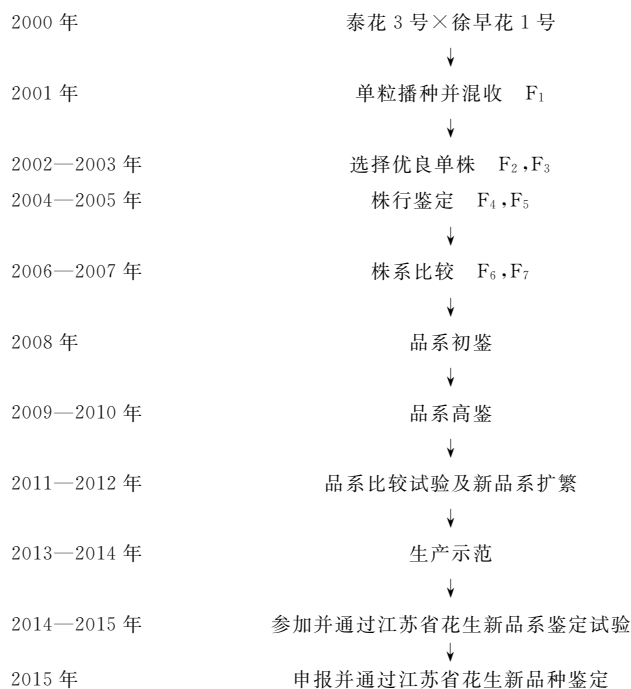 2000 年 泰花 3 号×徐早花 1 号
↓
2001 年 单粒播种并混收 F₁
↓
2002—2003 年 选择优良单株 F₂,F₃
2004—2005 年 株行鉴定 F₄,F₅
↓
2006—2007 年 株系比较 F₆,F₇
↓
2008 年 品系初鉴
↓
2009—2010 年 品系高鉴
↓
2011—2012 年 品系比较试验及新品系扩繁
↓
2013—2014 年 生产示范
↓
2014—2015 年 参加并通过江苏省花生新品系鉴定试验
↓
2015 年 申报并通过江苏省花生新品种鉴定